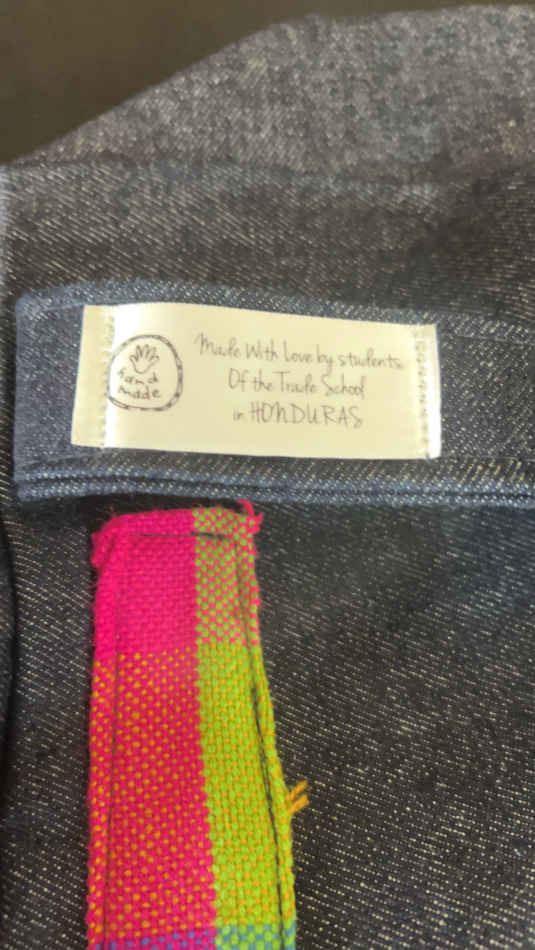 hand
made
Made With Love by students
Of the Trade School
in HONDURAS